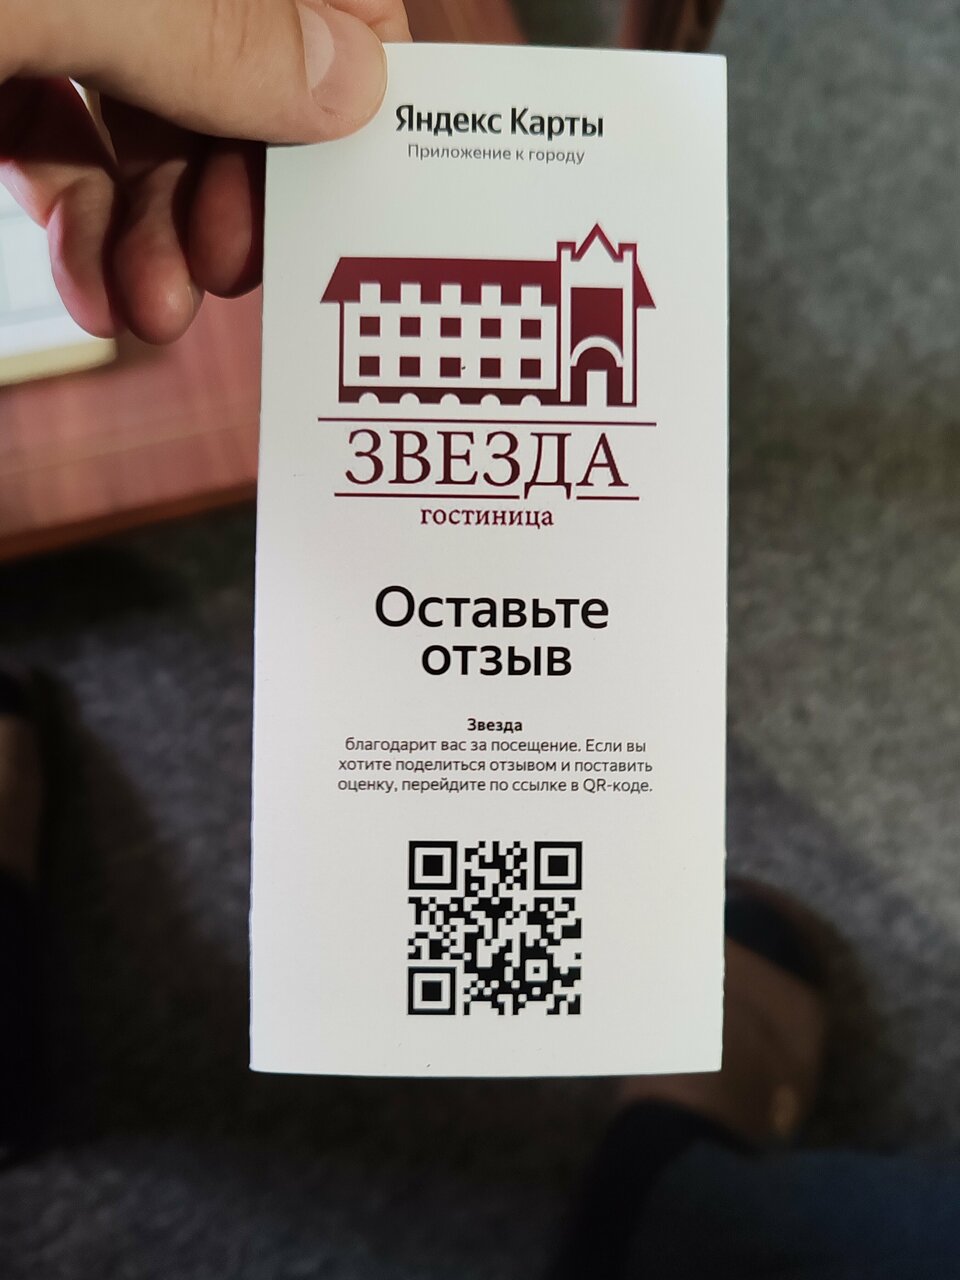 Яндекс Карты
Приложение к городу
ЗВЕЗДА
гостиница
Оставьте
отзыв
Звезда
благодарит вас за посещение. Если вы
хотите поделиться отзывом и поставить
оценку, перейдите по ссылке в QR-коде.